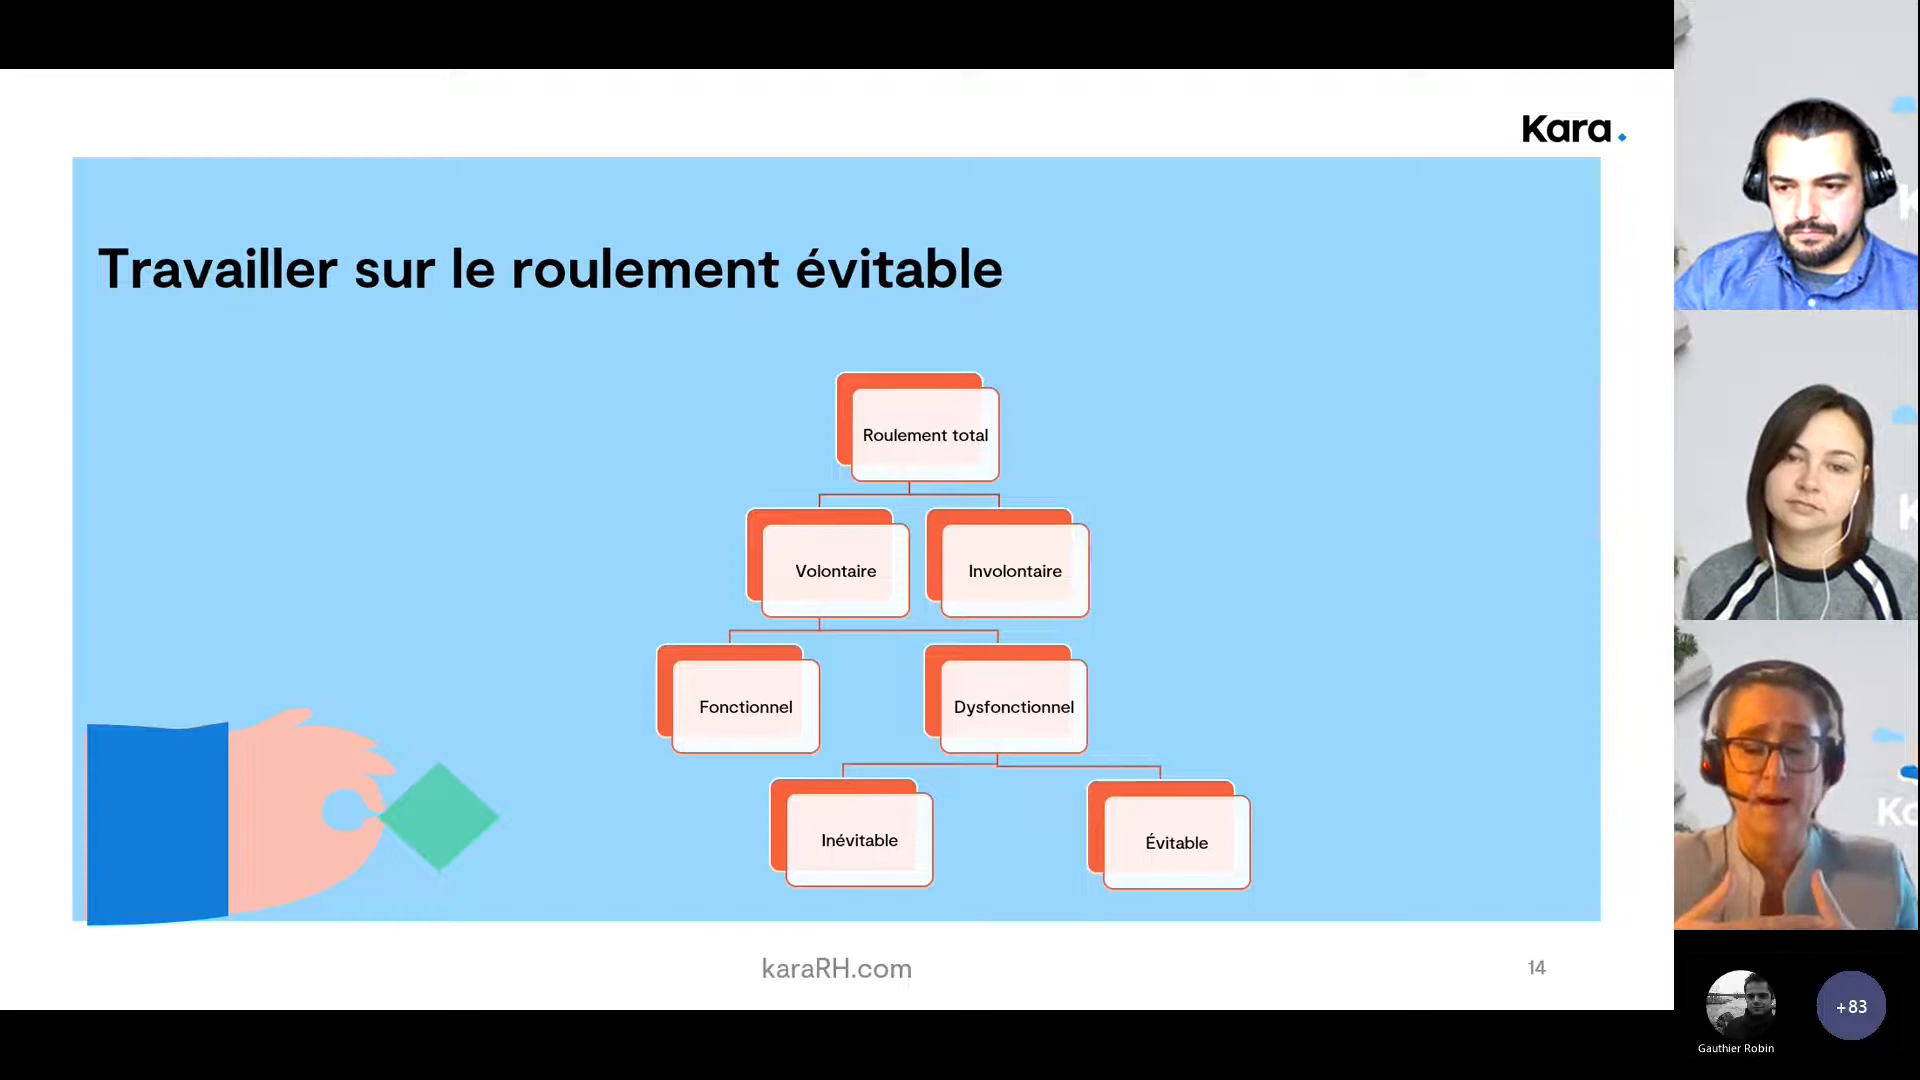 Kara.
Travailler sur le roulement évitable
Roulement total
Volontaire
Involontaire
Fonctionnel
Dysfonctionnel
Inévitable
Évitable
karaRH.com
14
K
K
Ko
Gauthier Robin
+83